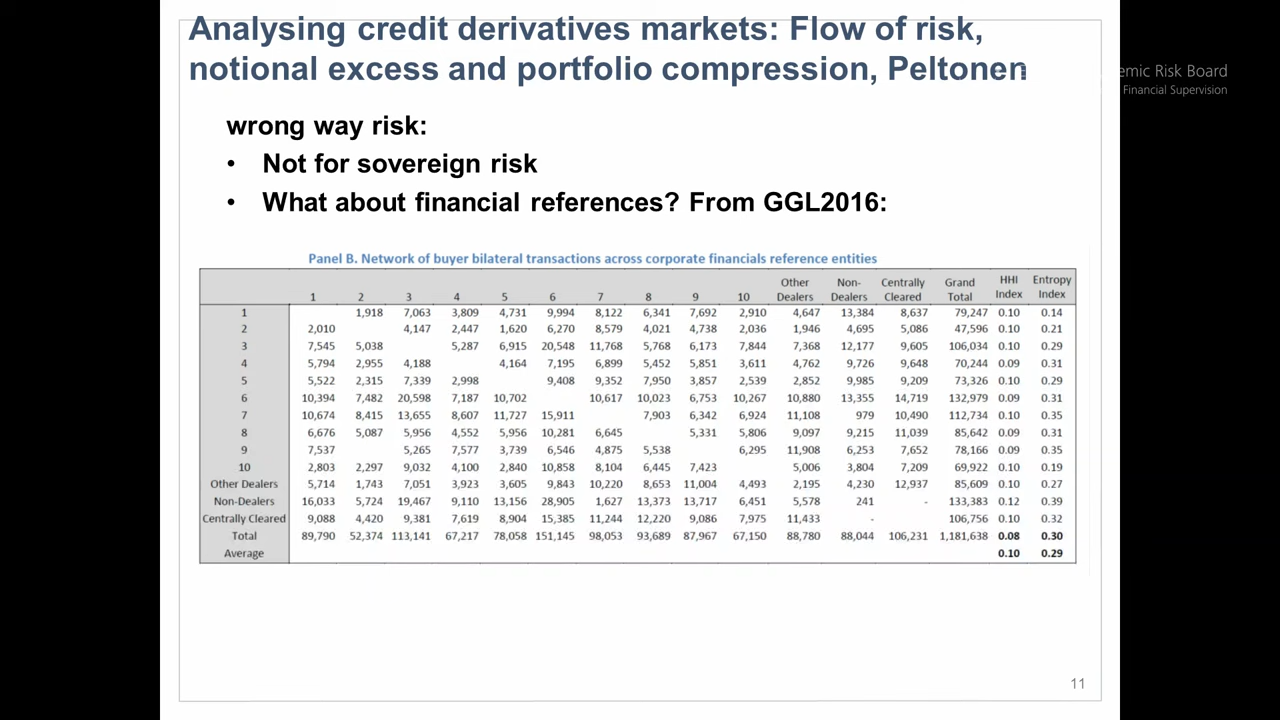 Analysing credit derivatives markets: Flow of risk,
notional excess and portfolio compression, Peltonen
emic Risk Board
Financial Supervision
wrong way risk:
• Not for sovereign risk
• What about financial references? From GGL2016:
Panel B. Network of buyer bilateral transactions across corporate financials reference entities
1 2 3 4 5 6 7 8 9 10 Other Dealers Non-Dealers Centrally Cleared Grand Total HHI Index Entropy Index
1 1,918 7,063 3,809 4,731 9,994 8,122 6,341 7,692 2,910 4,647 13,384 8,637 79,247 0.10 0.14
2 2,010 4,147 2,447 1,620 6,270 8,579 4,021 4,738 2,036 1,946 4,695 5,086 47,596 0.10 0.21
3 7,545 5,038 5,287 6,915 20,548 11,768 5,768 6,173 7,844 7,368 12,177 9,605 106,034 0.10 0.29
4 5,794 2,955 4,188 4,164 7,195 6,899 5,452 5,851 3,611 4,762 9,726 9,648 70,244 0.09 0.31
5 5,522 2,315 7,339 2,998 9,408 9,352 7,950 3,857 2,539 2,852 9,985 9,209 73,326 0.10 0.29
6 10,394 7,482 20,598 7,187 10,702 10,617 10,023 6,753 10,267 10,880 13,355 14,719 132,979 0.09 0.31
7 10,674 8,415 13,655 8,607 11,727 15,911 7,903 6,342 6,924 11,108 979 10,490 112,734 0.10 0.35
8 6,676 5,087 5,956 4,552 5,956 10,281 6,645 5,331 5,806 9,097 9,215 11,039 85,642 0.09 0.31
9 7,537 5,265 7,577 3,739 6,546 4,875 5,538 6,295 11,908 6,253 7,652 78,166 0.09 0.35
10 2,803 2,297 9,032 4,100 2,840 10,858 8,104 6,445 7,423 5,006 3,804 7,209 69,922 0.10 0.19
Other Dealers 5,714 1,743 7,051 3,923 3,605 9,843 10,220 8,653 11,004 4,493 2,195 4,230 12,937 85,609 0.10 0.27
Non-Dealers 16,033 5,724 19,467 9,110 13,156 28,905 1,627 13,373 13,717 6,451 5,578 241 - 133,383 0.12 0.39
Centrally Cleared 9,088 4,420 9,381 7,619 8,904 15,385 11,244 12,220 9,086 7,975 11,433 - 106,756 0.10 0.32
Total 89,790 52,374 113,141 67,217 78,058 151,145 98,053 93,689 87,967 67,150 88,780 88,044 106,231 1,181,638 0.08 0.30
Average 0.10 0.29
11